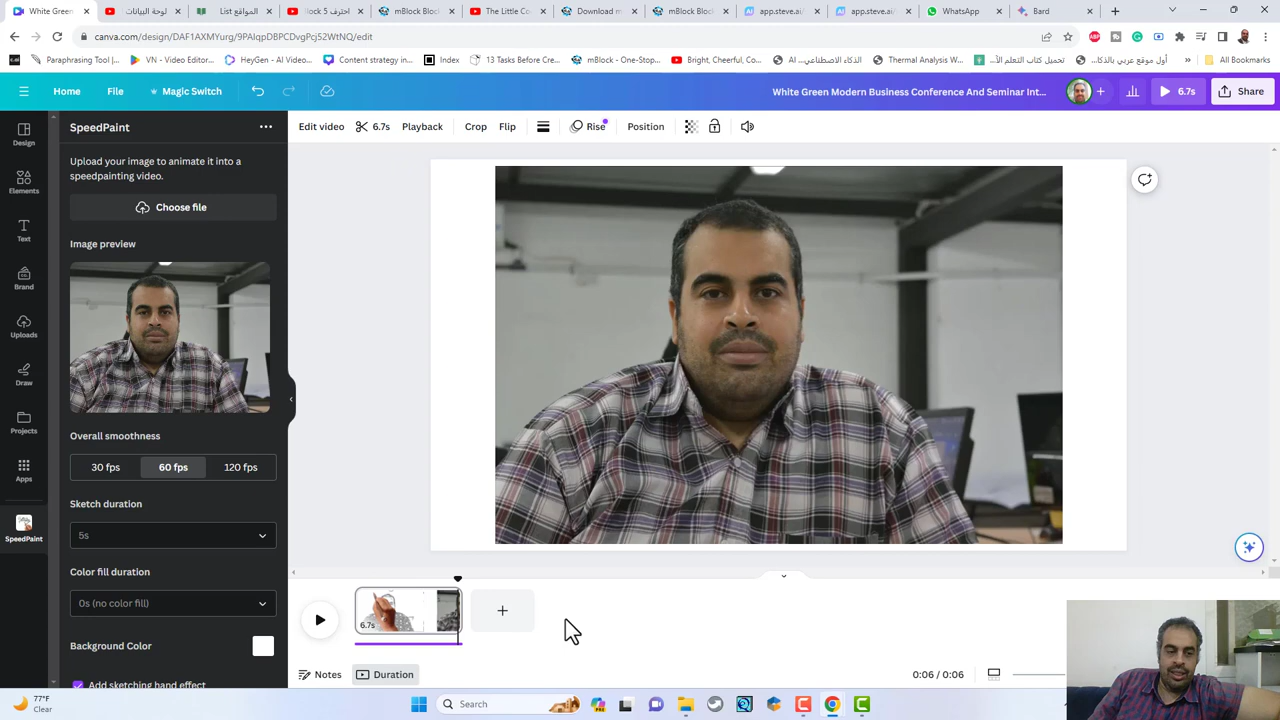 White Green
لوحة البيانات
المواقع List
احترف 5 lock
mBlock Block
The Little Co
Download m
mBlock Block
app.steve.ai
app.steve.ai
WhatsApp
Bard
canva.com/design/DAF1AXMYurg/9PAIqpDBPCDvgPcj52WtNQ/edit
Paraphrasing Tool |...
VN - Video Editor...
HeyGen - AI Video...
Content strategy in...
Index
13 Tasks Before Cre...
mBlock - One-Stop...
Bright, Cheerful, Co...
الذكاء الاصطناعي AI...
Thermal Analysis W...
تحميل كتاب التعلم الآ...
أول موقع عربي بالذكا...
»
All Bookmarks
Home
File
Magic Switch
White Green Modern Business Conference And Seminar Int...
6.7s
Share
SpeedPaint
Edit video
6.7s
Playback
Crop
Flip
Rise
Position
Design
Elements
Text
Brand
Uploads
Draw
Projects
Apps
SpeedPaint
Upload your image to animate it into a
speedpainting video.
Choose file
Image preview
Overall smoothness
30 fps
60 fps
120 fps
Sketch duration
5s
Color fill duration
0s (no color fill)
Background Color
Add sketching hand effect
6.7s
Notes
Duration
0:06 / 0:06
77°F
Clear
Search